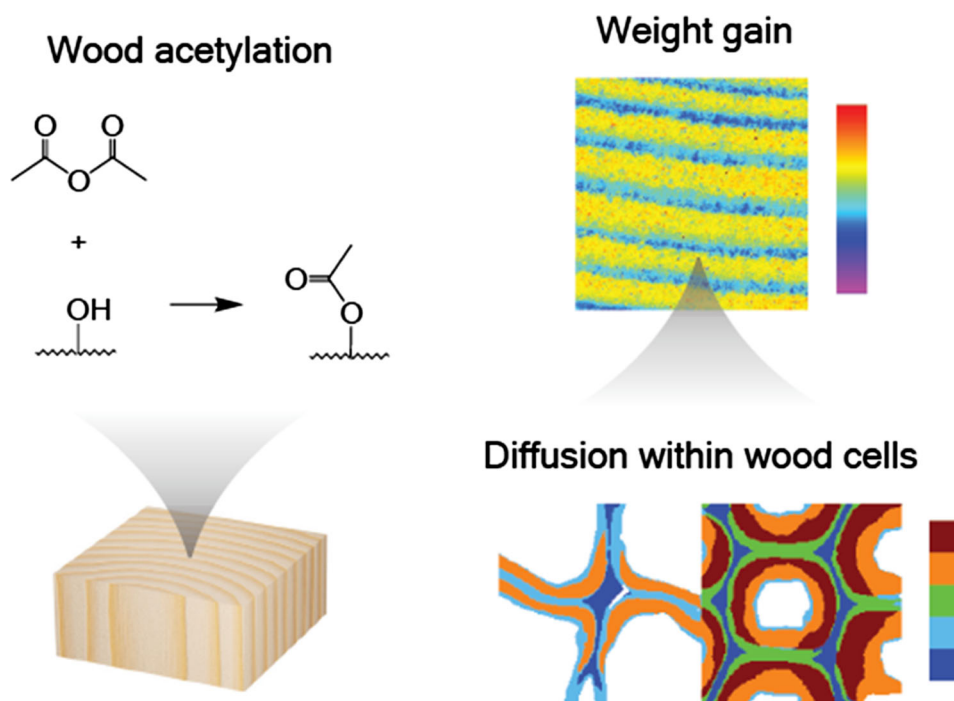 Wood acetylation
Weight gain
O
O
O
+
OH
O
O
Diffusion within wood cells